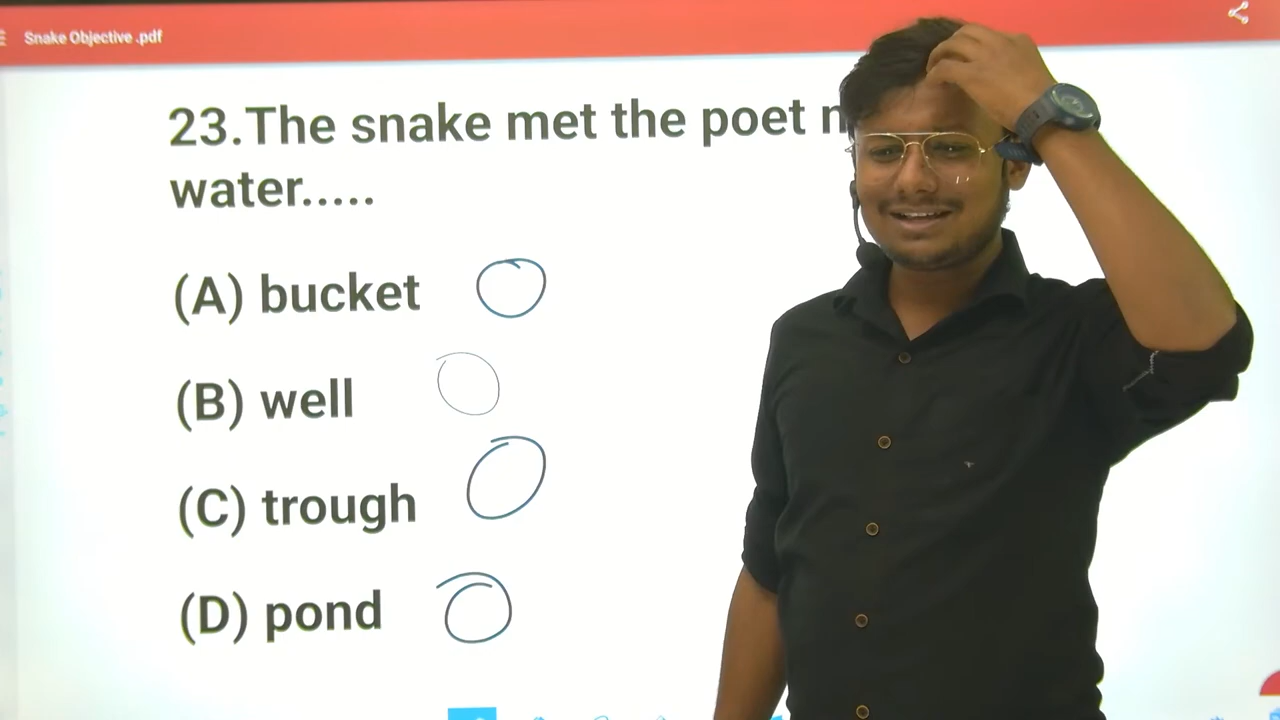 Snake Objective .pdf
23.The snake met the poet
water.....
(A) bucket
(B) well
(C) trough
(D) pond